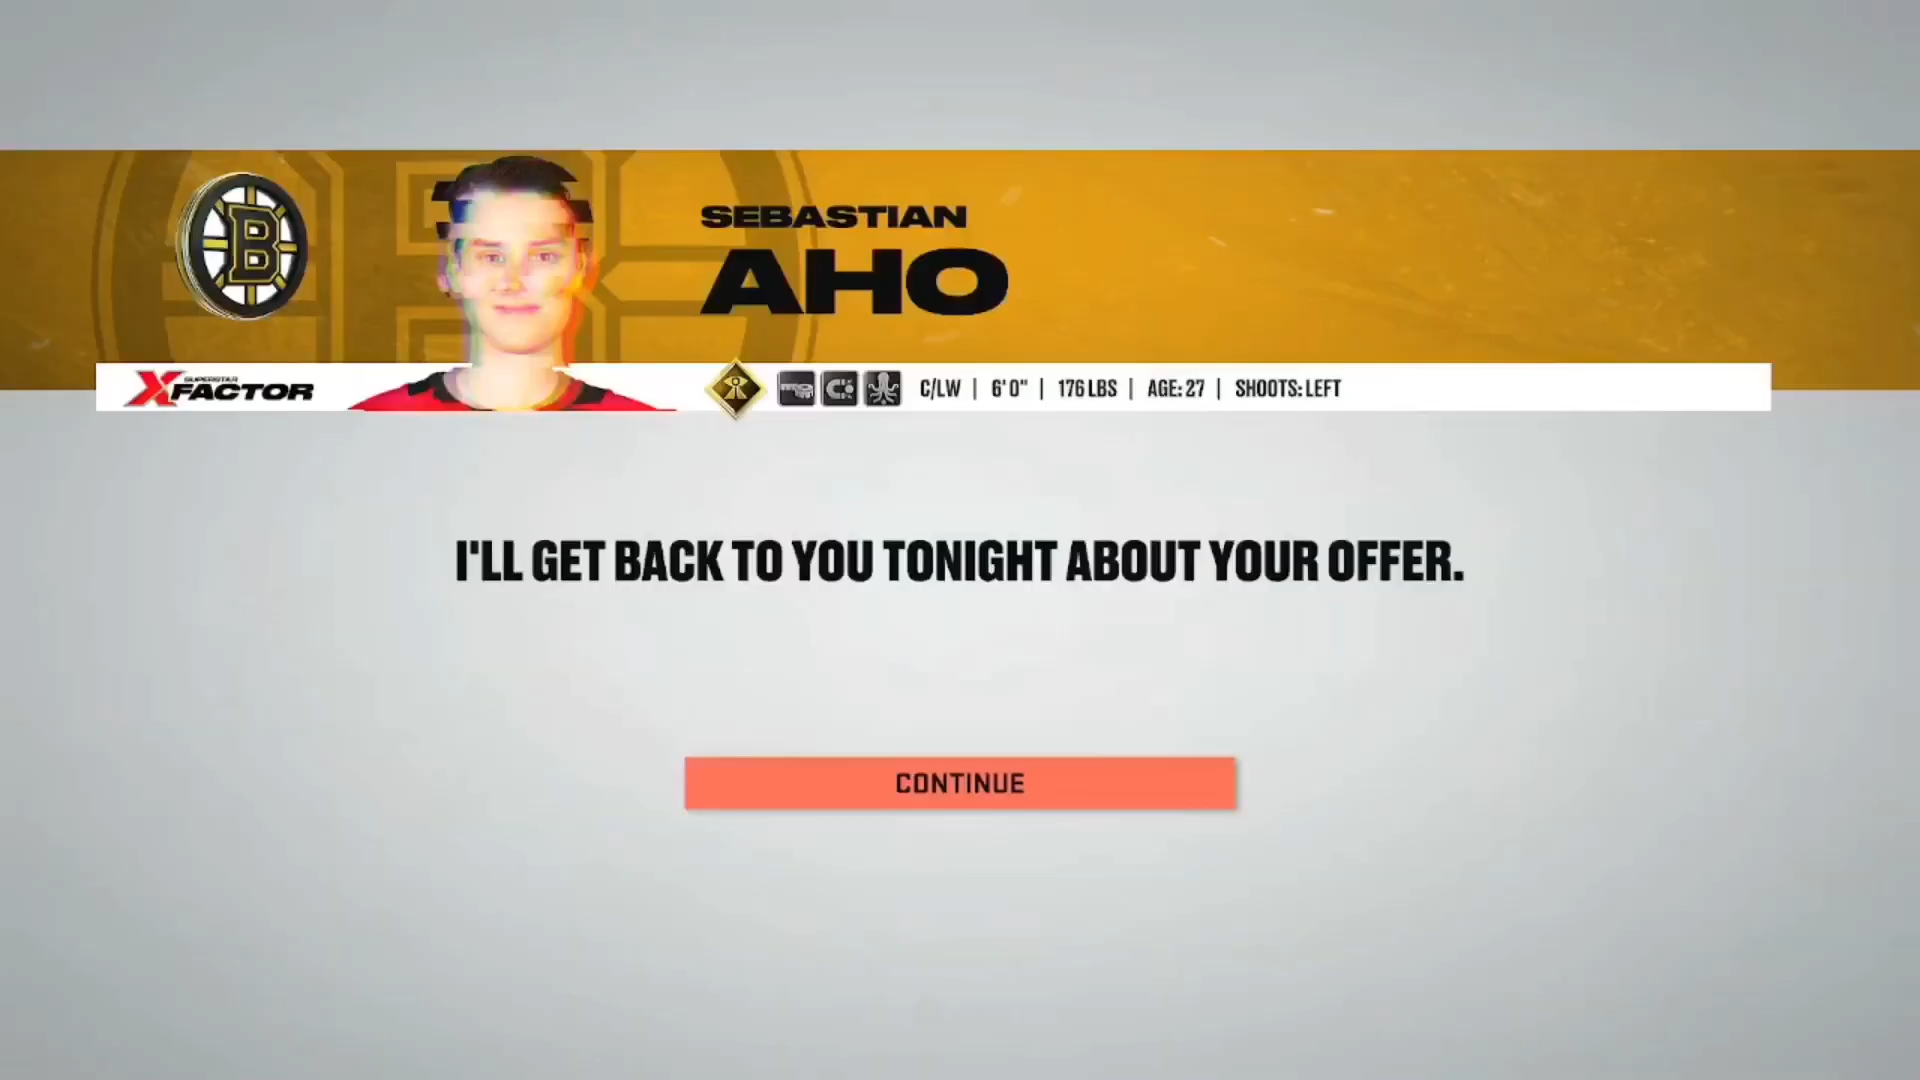 B
SEBASTIAN
AHO
SUPERSTAR
XFACTOR
C/LW | 6' 0" | 176 LBS | AGE: 27 | SHOOTS: LEFT
I'LL GET BACK TO YOU TONIGHT ABOUT YOUR OFFER.
CONTINUE